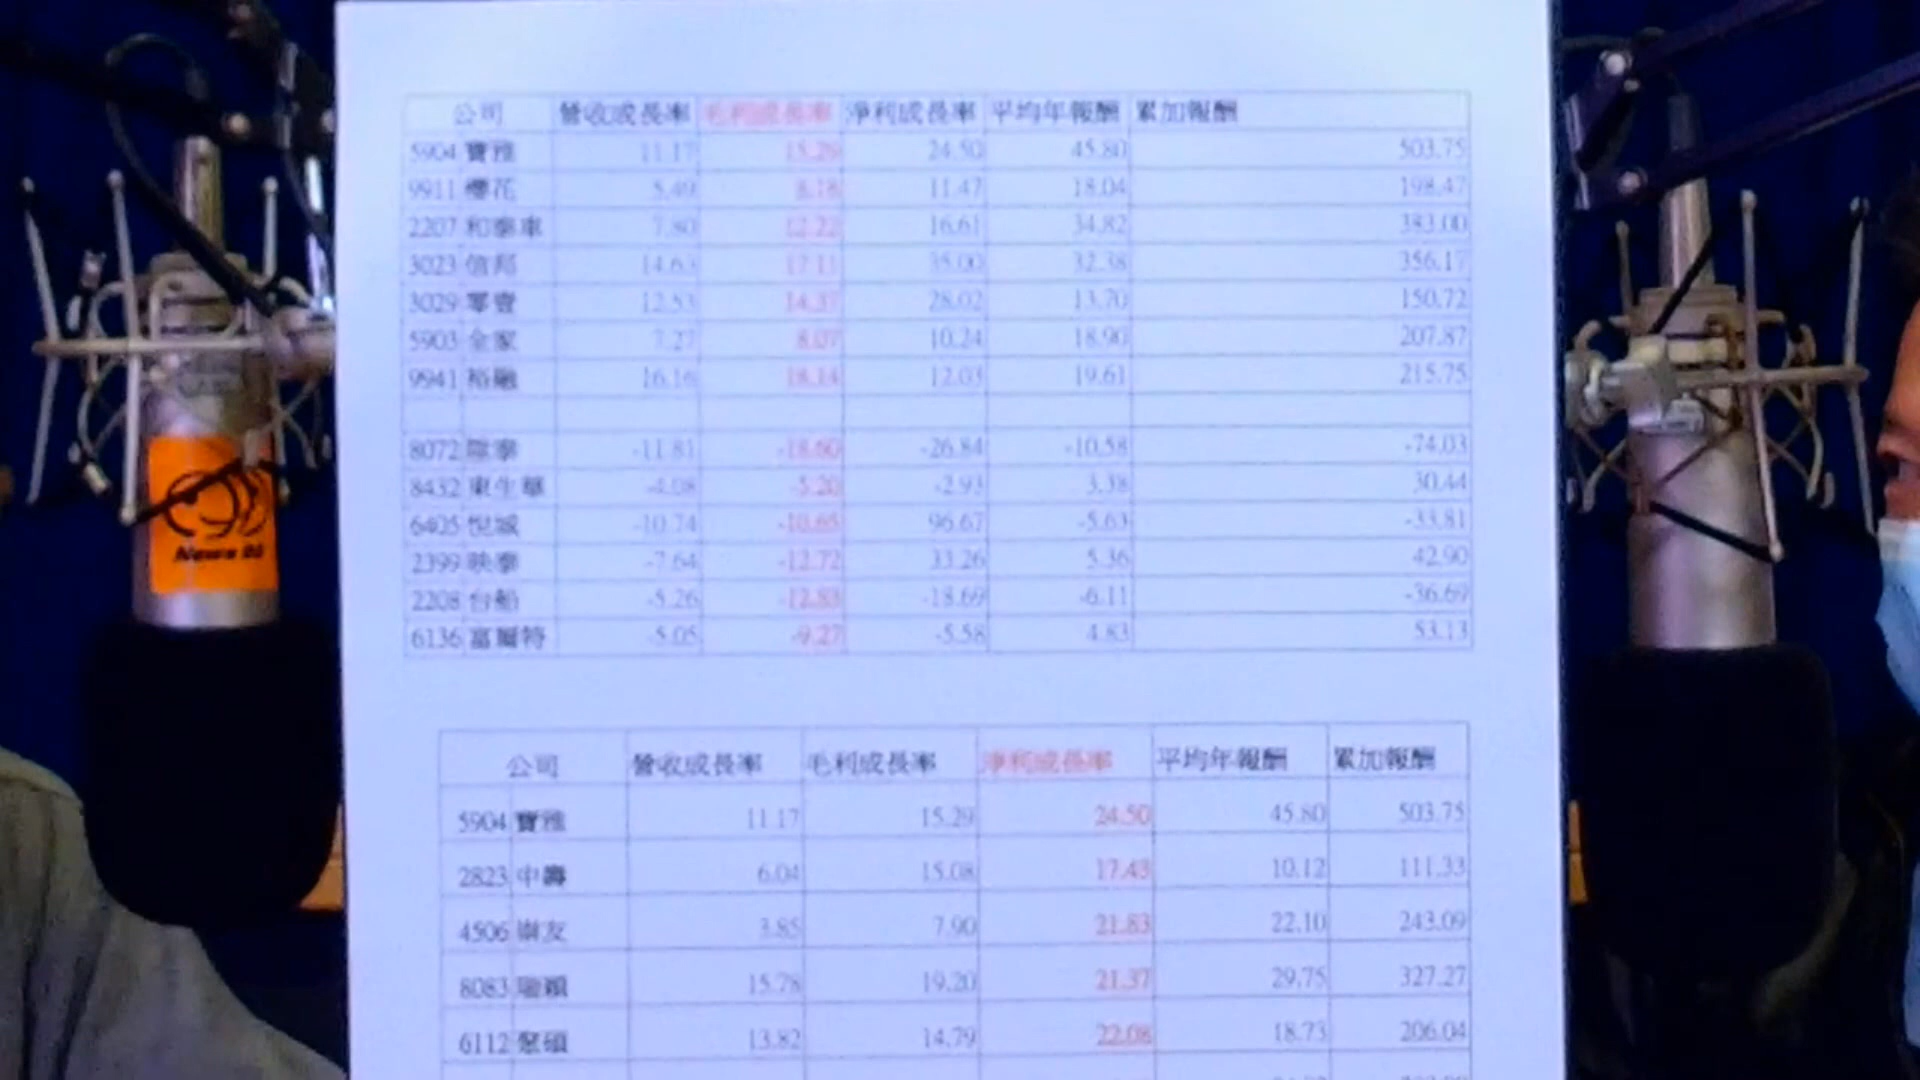 公司 營收成長率 毛利成長率 淨利成長率 平均年報酬 累加報酬
5904 寶雅 11.17 15.29 24.50 45.80 503.75
9911 櫻花 5.49 8.18 11.47 18.04 198.47
2207 和泰車 7.80 12.22 16.61 34.82 383.00
3023 信邦 14.63 17.11 35.00 32.38 356.17
3029 零壹 12.53 14.37 28.02 13.70 150.72
5903 全家 7.27 8.07 10.24 18.90 207.87
9941 裕融 16.16 18.14 12.03 19.61 215.75
8072 陞泰 -11.81 -18.60 -26.84 -10.58 -74.03
8432 東生華 -4.08 -5.20 -2.93 3.38 30.44
6405 悅城 -10.74 -10.65 96.67 -5.63 -33.81
2399 映泰 -7.64 -12.72 33.26 5.36 42.90
2208 台船 -5.26 -12.83 -18.69 -6.11 -36.69
6136 富爾特 -5.05 -9.27 -5.58 4.83 53.13
公司 營收成長率 毛利成長率 淨利成長率 平均年報酬 累加報酬
5904 寶雅 11.17 15.29 24.50 45.80 503.75
2823 中壽 6.04 15.08 17.43 10.12 111.33
4506 崇友 3.85 7.90 21.83 22.10 243.09
8083 瑞穎 15.78 19.20 21.37 29.75 327.27
6112 聚碩 13.82 14.79 22.08 18.73 206.04